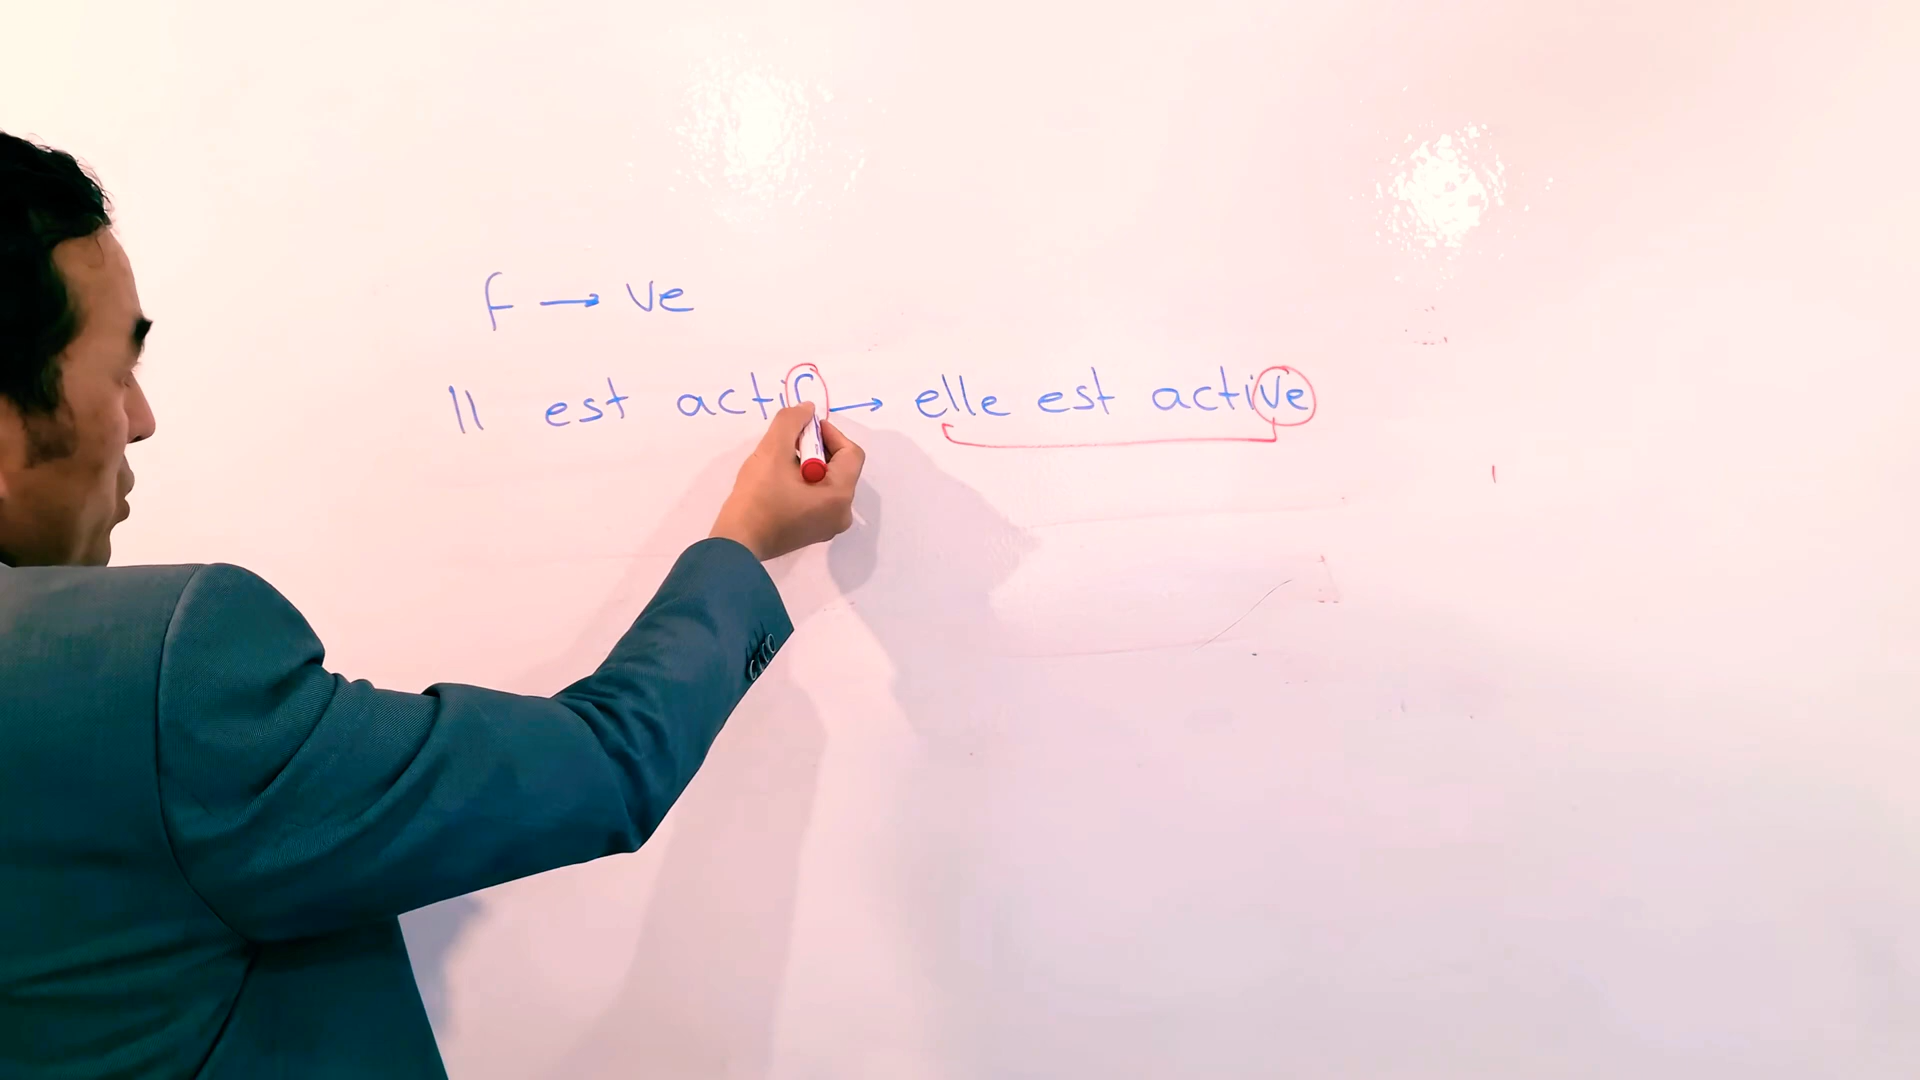 f → ve
Il est actif → elle est active